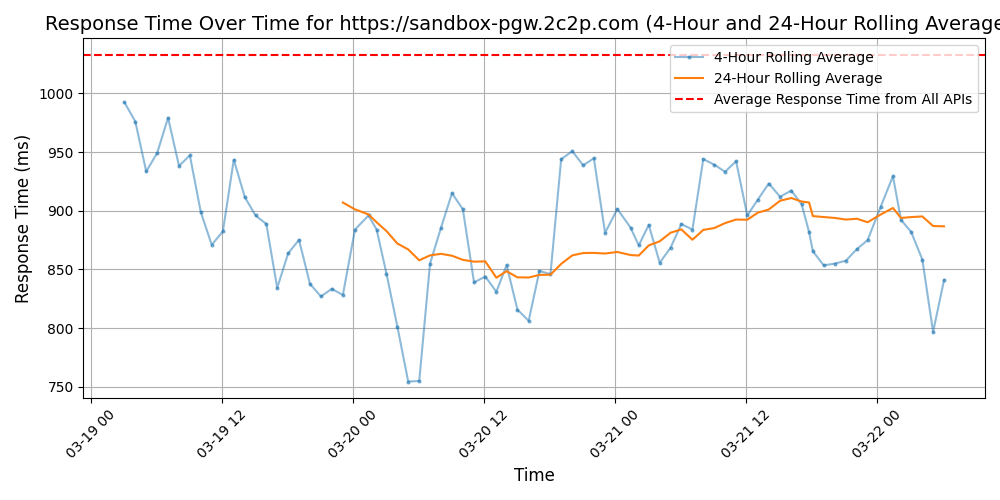 Response Time Over Time for https://sandbox-pgw.2c2p.com (4-Hour and 24-Hour Rolling Average
4-Hour Rolling Average
24-Hour Rolling Average
Average Response Time from All APIs
Response Time (ms)
1000
950
900
850
800
750
03-19 00
03-19 12
03-20 00
03-20 12
03-21 00
03-21 12
03-22 00
Time